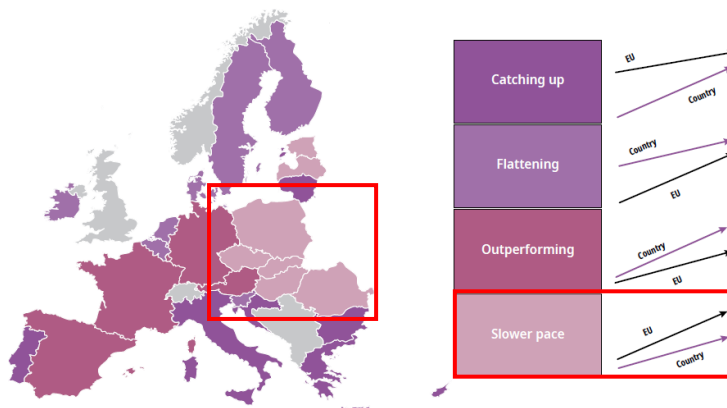 EU
Catching up
Country
Country
Flattening
EU
Outperforming
Country
EU
Slower pace
EU
Country